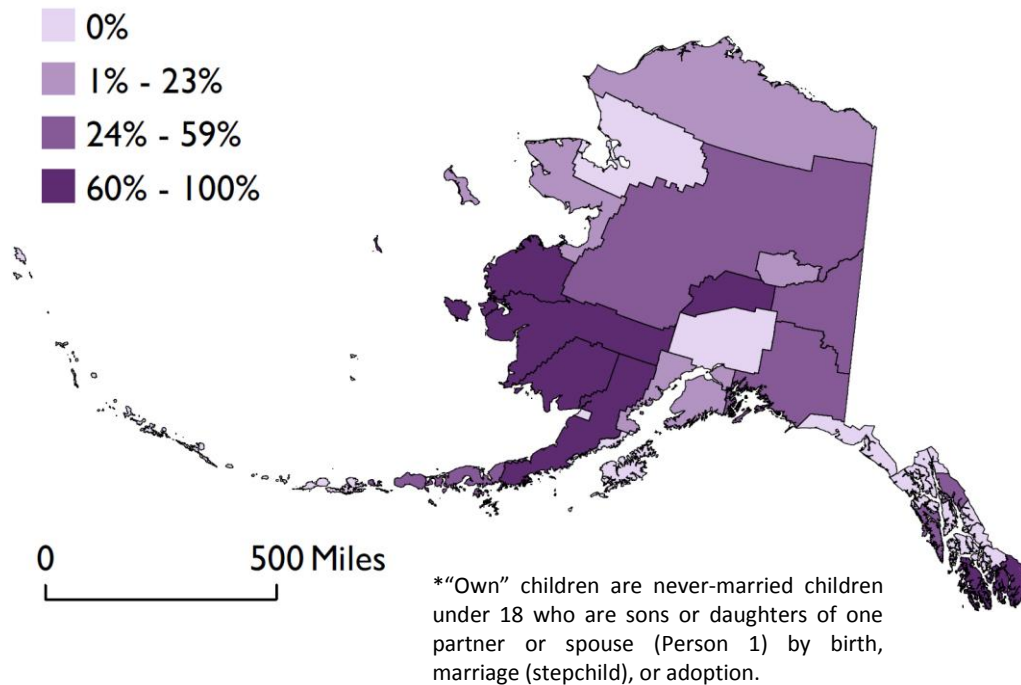 0%
1% - 23%
24% - 59%
60% - 100%
0 500 Miles
*“Own” children are never-married children
under 18 who are sons or daughters of one
partner or spouse (Person 1) by birth,
marriage (stepchild), or adoption.